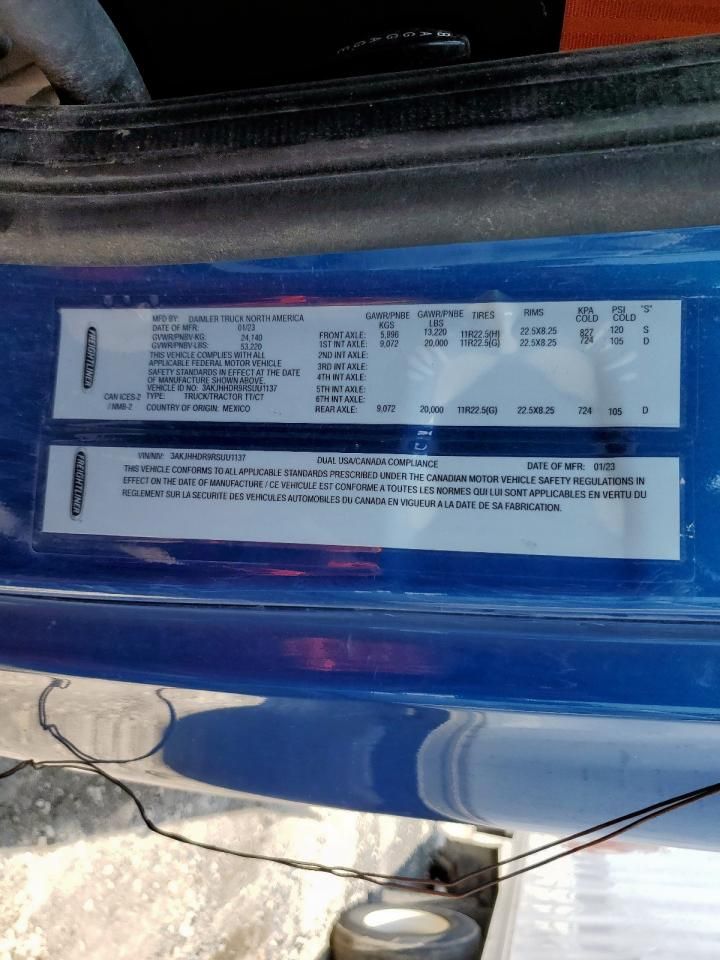 BAGGAGE
FREIGHTLINER
MFD BY: DAIMLER TRUCK NORTH AMERICA
DATE OF MFR: 01/23
GVWR/PNBV-KG: 24,140
GVWR/PNBV-LBS: 53,220
THIS VEHICLE COMPLIES WITH ALL
APPLICABLE FEDERAL MOTOR VEHICLE
SAFETY STANDARDS IN EFFECT AT THE DATE
OF MANUFACTURE SHOWN ABOVE.
VEHICLE ID NO: 3AKJHHDR9RSUU1137
CAN ICES-2 TYPE: TRUCK/TRACTOR TT/CT
/ NMB-2 COUNTRY OF ORIGIN: MEXICO
GAWR/PNBE KGS GAWR/PNBE LBS TIRES RIMS KPA COLD PSI COLD "S"
FRONT AXLE: 5,996 13,220 11R22.5(H) 22.5X8.25 827 120 S
1ST INT AXLE: 9,072 20,000 11R22.5(G) 22.5X8.25 724 105 D
2ND INT AXLE:
3RD INT AXLE:
4TH INT AXLE:
5TH INT AXLE:
6TH INT AXLE:
REAR AXLE: 9,072 20,000 11R22.5(G) 22.5X8.25 724 105 D
FREIGHTLINER
VIN/NIV: 3AKJHHDR9RSUU1137 DUAL USA/CANADA COMPLIANCE DATE OF MFR: 01/23
THIS VEHICLE CONFORMS TO ALL APPLICABLE STANDARDS PRESCRIBED UNDER THE CANADIAN MOTOR VEHICLE SAFETY REGULATIONS IN
EFFECT ON THE DATE OF MANUFACTURE / CE VEHICULE EST CONFORME A TOUTES LES NORMES QUI LUI SONT APPLICABLES EN VERTU DU
REGLEMENT SUR LA SECURITE DES VEHICULES AUTOMOBILES DU CANADA EN VIGUEUR A LA DATE DE SA FABRICATION.